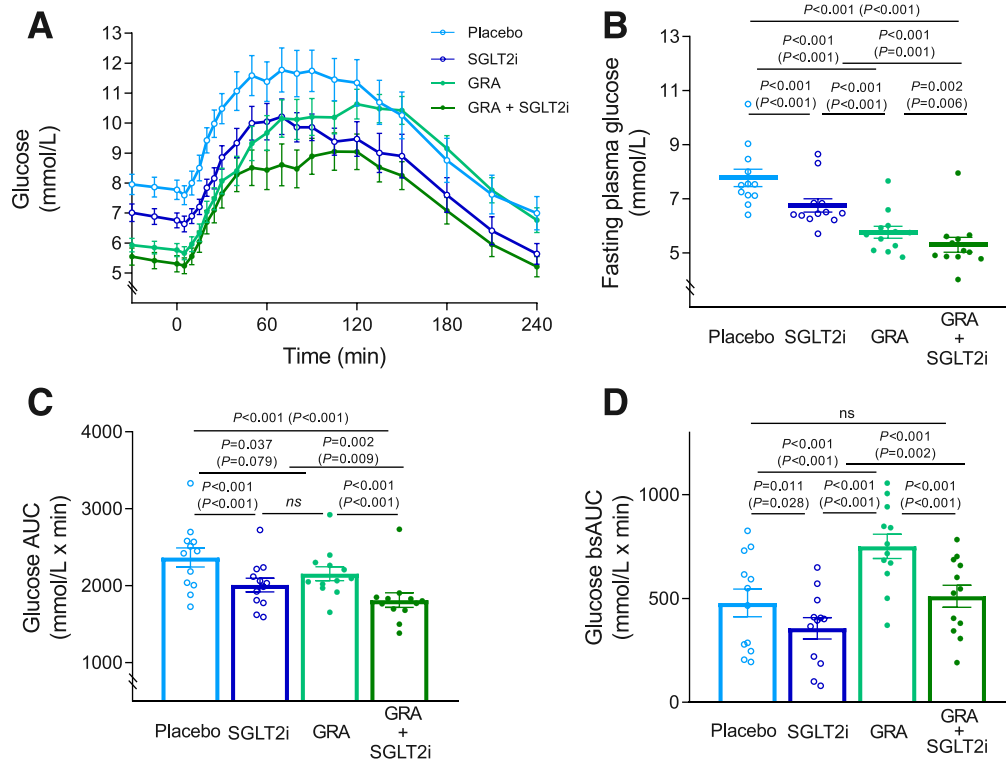 A
Glucose
(mmol/L)
13
12
11
10
9
8
7
6
5
0
60
120
180
240
Time (min)
Placebo
SGLT2i
GRA
GRA + SGLT2i
B
Fasting plasma glucose
(mmol/L)
13
11
9
7
5
P<0.001 (P<0.001)
P<0.001
(P<0.001)
P<0.001
(P=0.001)
P<0.001
(P<0.001)
P<0.001
(P<0.001)
P=0.002
(P=0.006)
Placebo
SGLT2i
GRA
GRA
+
SGLT2i
C
Glucose AUC
(mmol/L x min)
4000
3000
2000
1000
P<0.001 (P<0.001)
P=0.037
(P=0.079)
P=0.002
(P=0.009)
P<0.001
(P<0.001)
ns
P<0.001
(P<0.001)
Placebo
SGLT2i
GRA
GRA
+
SGLT2i
D
Glucose bsAUC
(mmol/L x min)
1000
500
0
ns
P<0.001
(P<0.001)
P<0.001
(P=0.002)
P=0.011
(P=0.028)
P<0.001
(P<0.001)
P<0.001
(P<0.001)
Placebo
SGLT2i
GRA
GRA
+
SGLT2i